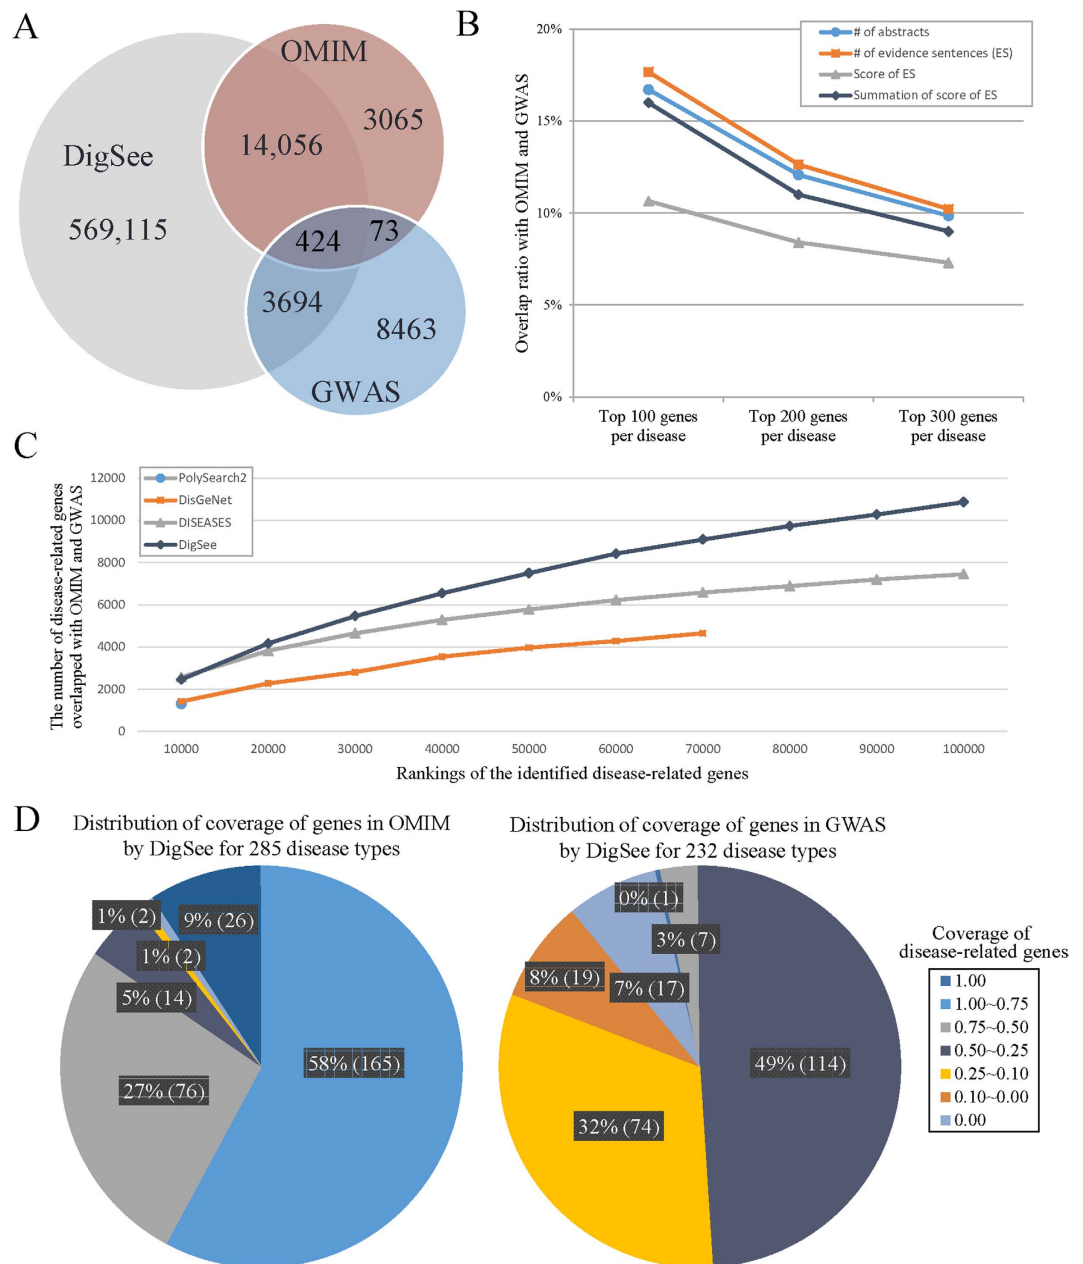 A
OMIM
3065
14,056
DigSee
569,115
424
73
3694
8463
GWAS
B
20%
15%
10%
5%
0%
Overlap ratio with OMIM and GWAS
# of abstracts
# of evidence sentences (ES)
Score of ES
Summation of score of ES
Top 100 genes
per disease
Top 200 genes
per disease
Top 300 genes
per disease
C
The number of disease-related genes
overlapped with OMIM and GWAS
12000
10000
8000
6000
4000
2000
0
PolySearch2
DisGeNet
DISEASES
DigSee
10000 20000 30000 40000 50000 60000 70000 80000 90000 100000
Rankings of the identified disease-related genes
D
Distribution of coverage of genes in OMIM
by DigSee for 285 disease types
1% (2)
9% (26)
1% (2)
5% (14)
27% (76)
58% (165)
Distribution of coverage of genes in GWAS
by DigSee for 232 disease types
0% (1)
3% (7)
8% (19)
7% (17)
49% (114)
32% (74)
Coverage of
disease-related genes
1.00
1.00~0.75
0.75~0.50
0.50~0.25
0.25~0.10
0.10~0.00
0.00